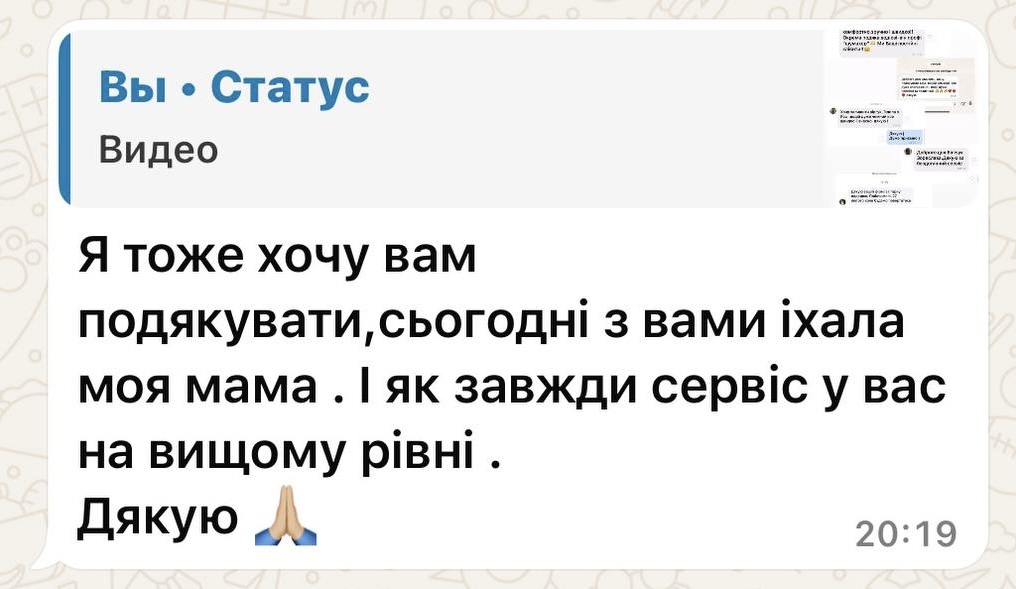 Вы • Статус
Видео
Я тоже хочу вам
подякувати,сьогодні з вами їхала
моя мама . І як завжди сервіс у вас
на вищому рівні .
Дякую 🙏🏼
20:19